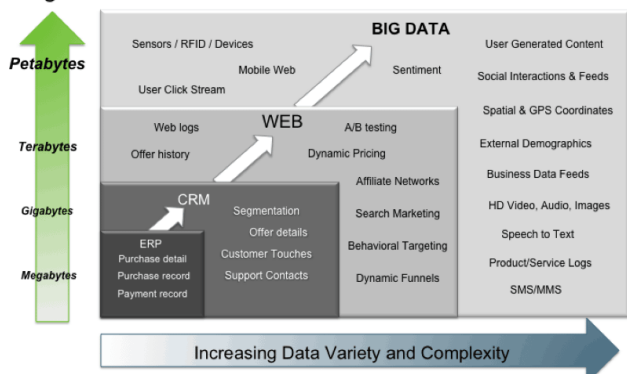 BIG DATA
Sensors / RFID / Devices
User Generated Content
Petabytes
Mobile Web
Sentiment
Social Interactions & Feeds
User Click Stream
Spatial & GPS Coordinates
WEB
Web logs
A/B testing
Terabytes
External Demographics
Offer history
Dynamic Pricing
Business Data Feeds
Affiliate Networks
CRM
HD Video, Audio, Images
Gigabytes
Segmentation
Search Marketing
Offer details
Speech to Text
ERP
Customer Touches
Behavioral Targeting
Purchase detail
Product/Service Logs
Megabytes
Purchase record
Support Contacts
Dynamic Funnels
SMS/MMS
Payment record
Increasing Data Variety and Complexity